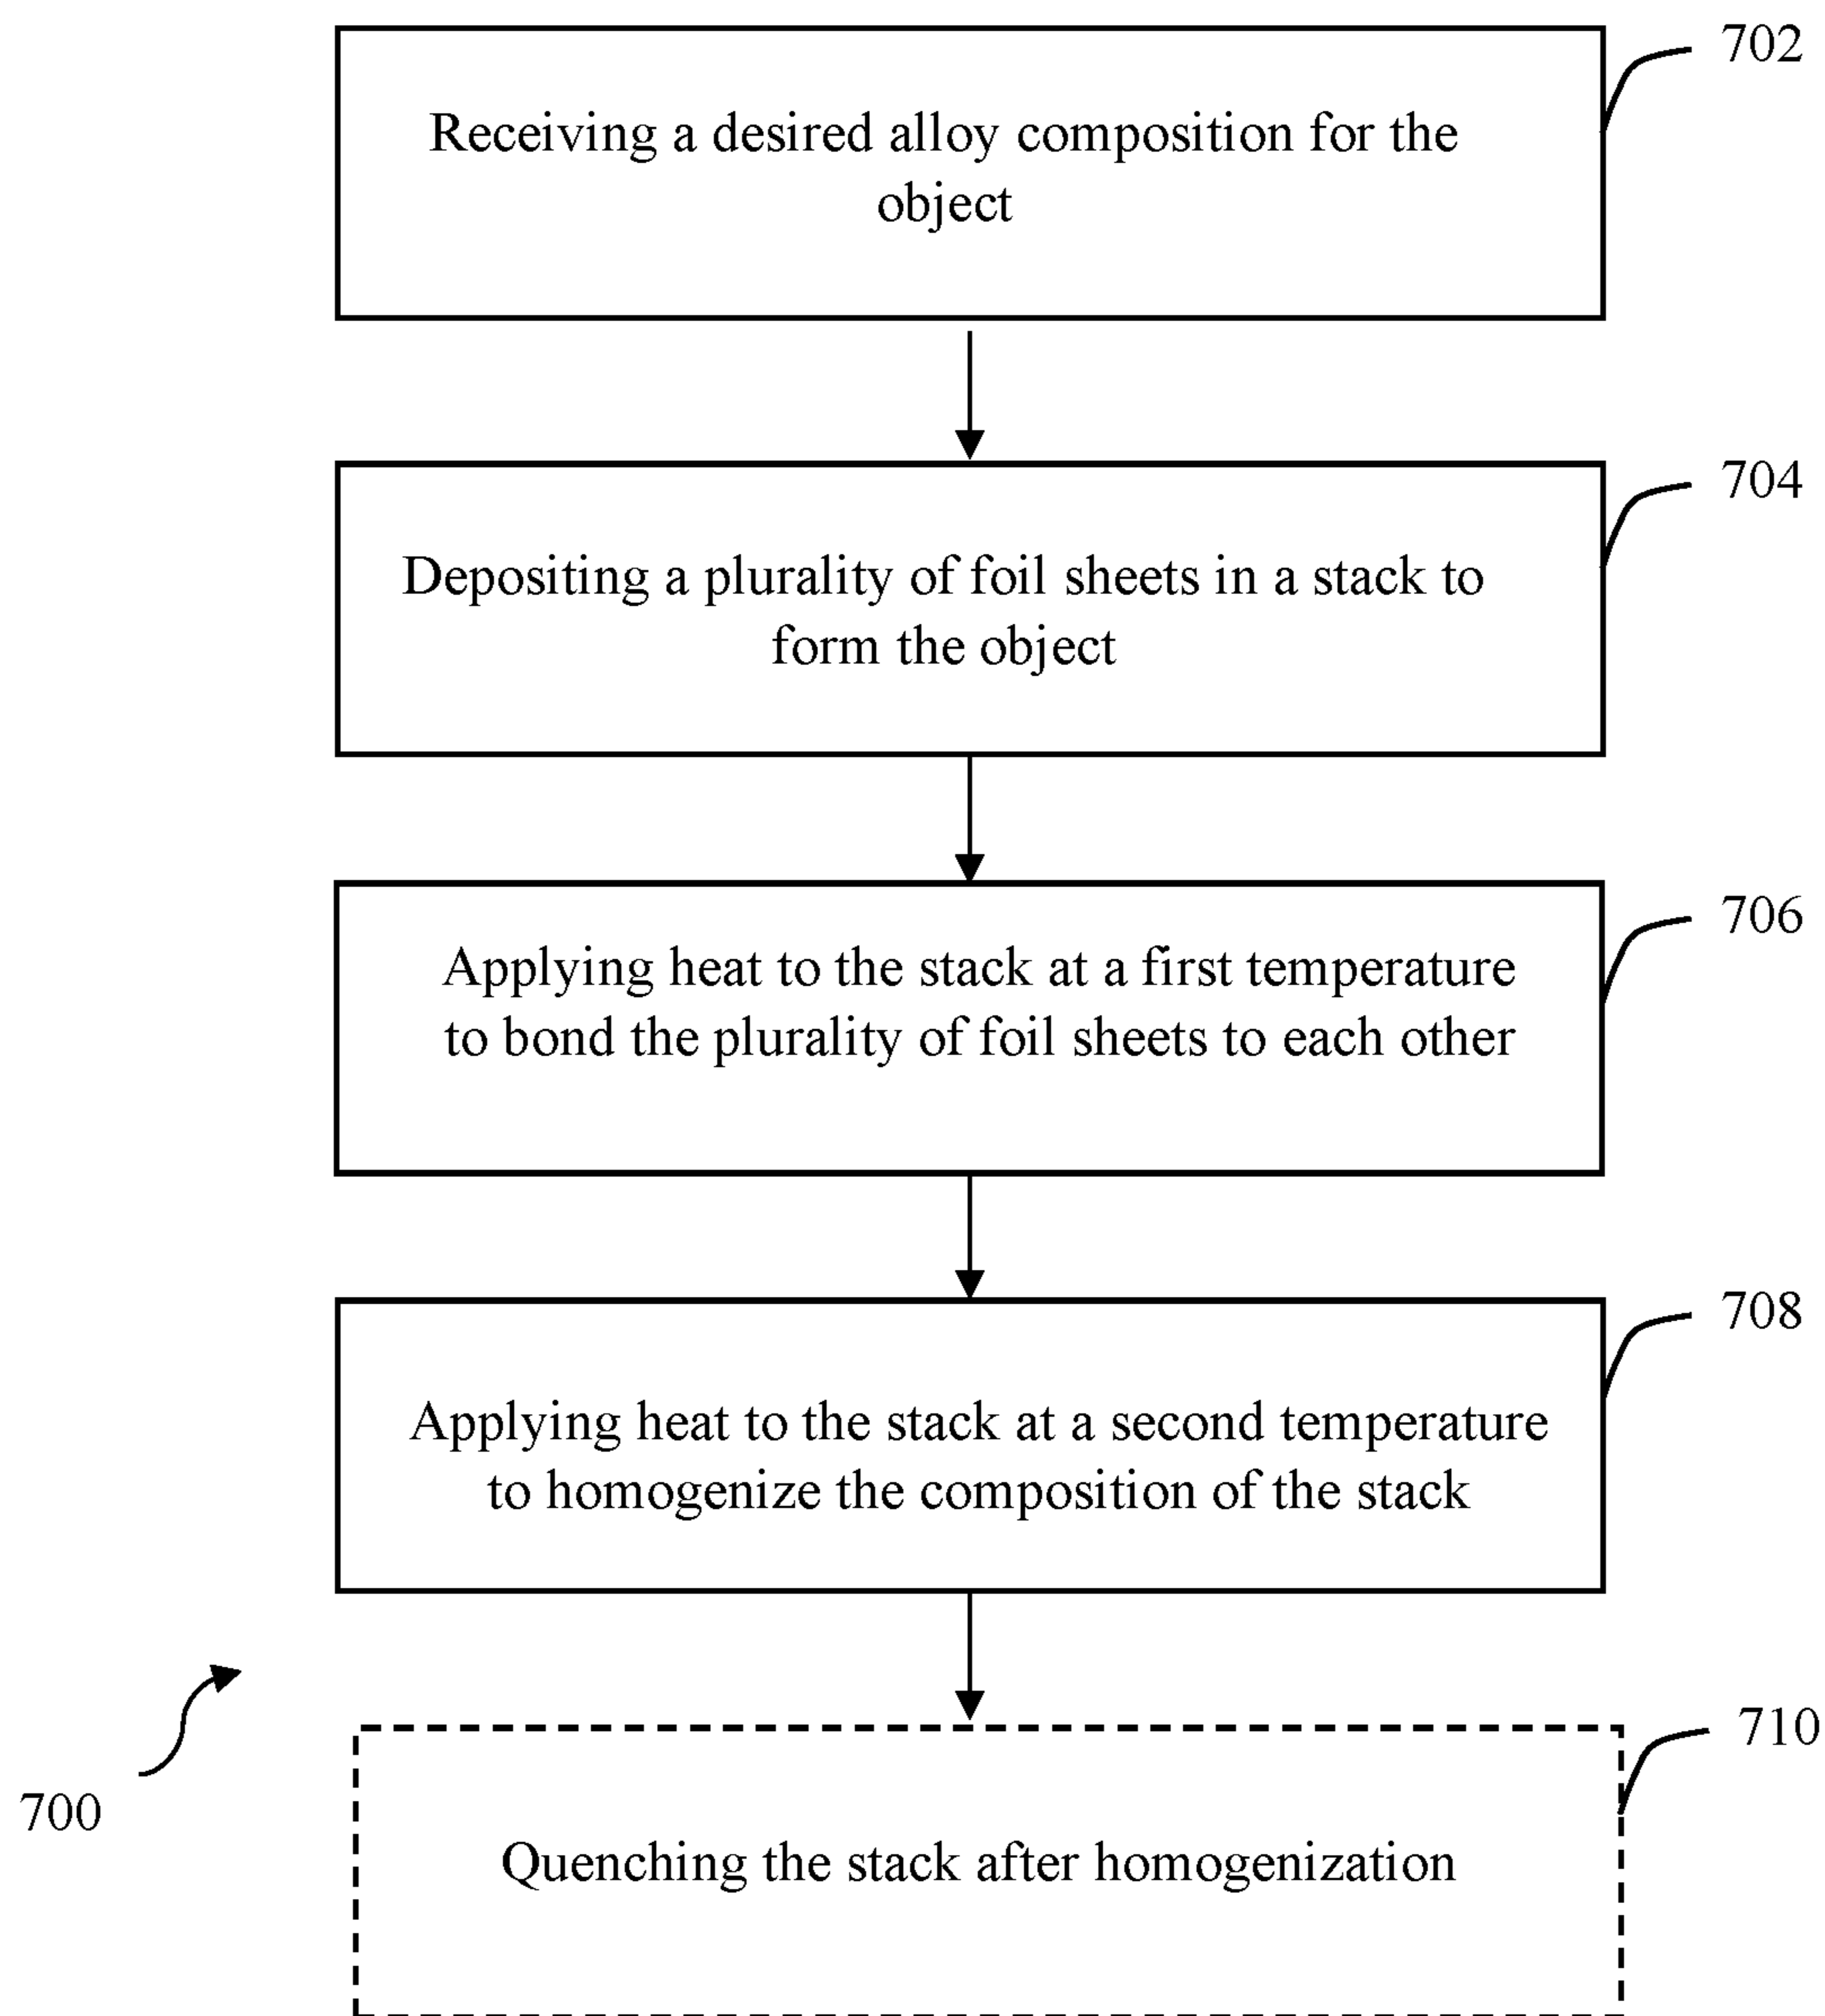 702
Receiving a desired alloy composition for the
object
704
Depositing a plurality of foil sheets in a stack to
form the object
706
Applying heat to the stack at a first temperature
to bond the plurality of foil sheets to each other
708
Applying heat to the stack at a second temperature
to homogenize the composition of the stack
710
700
Quenching the stack after homogenization